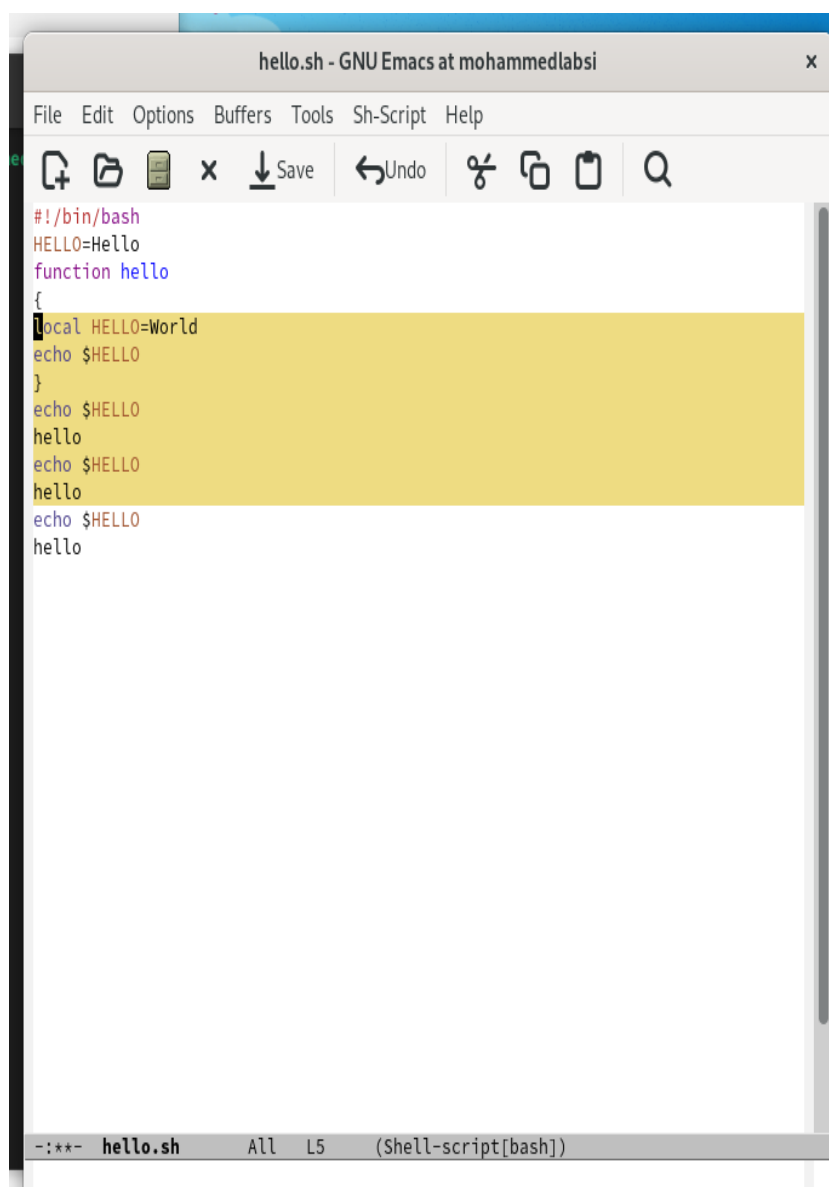 hello.sh - GNU Emacs at mohammedlabsi x
File Edit Options Buffers Tools Sh-Script Help
Save Undo
#!/bin/bash
HELLO=Hello
function hello
{
local HELLO=World
echo $HELLO
}
echo $HELLO
hello
echo $HELLO
hello
echo $HELLO
hello
-:**- hello.sh All L5 (Shell-script[bash])